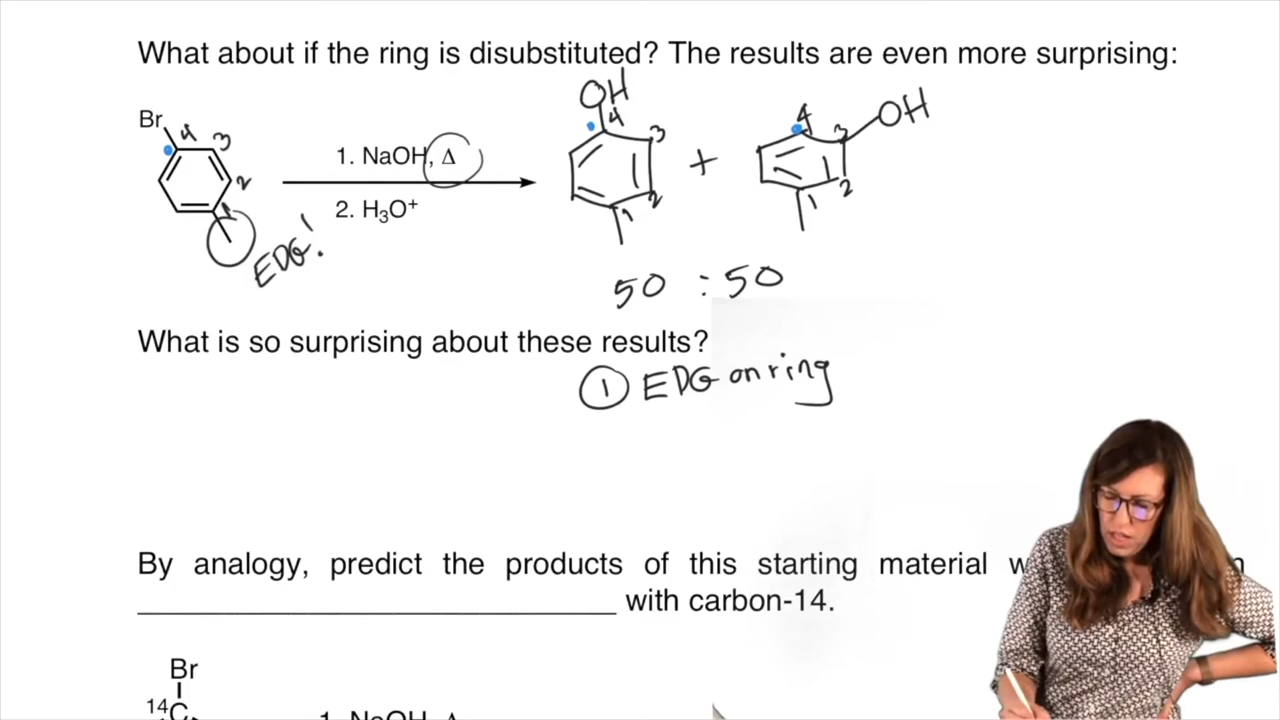 What about if the ring is disubstituted? The results are even more surprising:
OH
Br 4 3 2 1
1. NaOH, Δ
2. H₃O⁺
4 3 2 1
+
4 3 OH 2 1
EDG!
50 : 50
What is so surprising about these results?
① EDG on ring
By analogy, predict the products of this starting material
with carbon-14.
Br
¹⁴C
1. NaOH, Δ